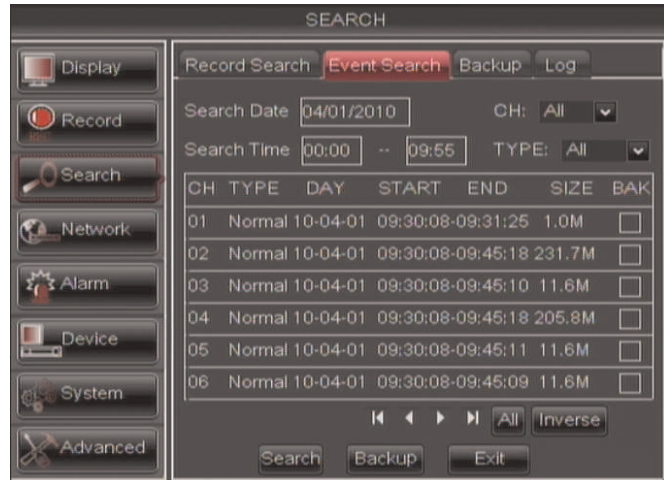 SEARCH
Display
Record
REC
Search
Network
Alarm
Device
System
Advanced
Record Search Event Search Backup Log
Search Date 04/01/2010 CH: All
Search Time 00:00 -- 09:55 TYPE: All
CH TYPE DAY START END SIZE BAK
01 Normal 10-04-01 09:30:08-09:31:25 1.0M
02 Normal 10-04-01 09:30:08-09:45:18 231.7M
03 Normal 10-04-01 09:30:08-09:45:10 11.6M
04 Normal 10-04-01 09:30:08-09:45:18 205.8M
05 Normal 10-04-01 09:30:08-09:45:11 11.6M
06 Normal 10-04-01 09:30:08-09:45:09 11.6M
All Inverse
Search Backup Exit